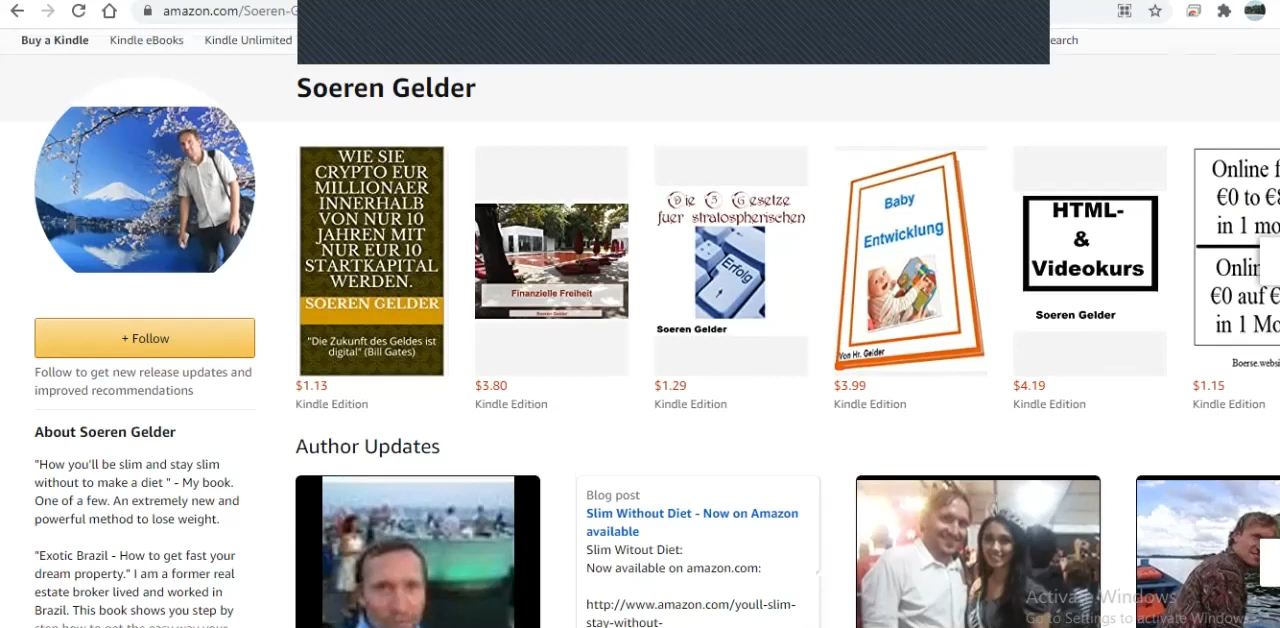 amazon.com/Soeren-G
Buy a Kindle Kindle eBooks Kindle Unlimited earch
Soeren Gelder
WIE SIE
CRYPTO EUR
MILLIONAER
INNERHALB
VON NUR 10
JAHREN MIT
NUR EUR 10
STARTKAPITAL
WERDEN.
SOEREN GELDER
"Die Zukunft des Geldes ist
digital" (Bill Gates)
$1.13
Kindle Edition
Finanzielle Freiheit
Soeren Gelder
$3.80
Kindle Edition
Die 3 Gesetze
fuer stratospherischen
Erfolg
Soeren Gelder
$1.29
Kindle Edition
Baby
Entwicklung
Von Hr. Gelder
$3.99
Kindle Edition
HTML-
&
Videokurs
Soeren Gelder
$4.19
Kindle Edition
Online f
€0 to €8
in 1 mo
Onlin
€0 auf €
in 1 Mo
Boerse.websi
$1.15
Kindle Edition
+ Follow
Follow to get new release updates and
improved recommendations
About Soeren Gelder
"How you'll be slim and stay slim
without to make a diet " - My book.
One of a few. An extremely new and
powerful method to lose weight.
"Exotic Brazil - How to get fast your
dream property." I am a former real
estate broker lived and worked in
Brazil. This book shows you step by
step how to get the easy way your
Author Updates
Blog post
Slim Without Diet - Now on Amazon
available
Slim Witout Diet:
Now available on amazon.com:
http://www.amazon.com/youll-slim-
stay-without-
Activate Windows
Go to Settings to activate Windows.